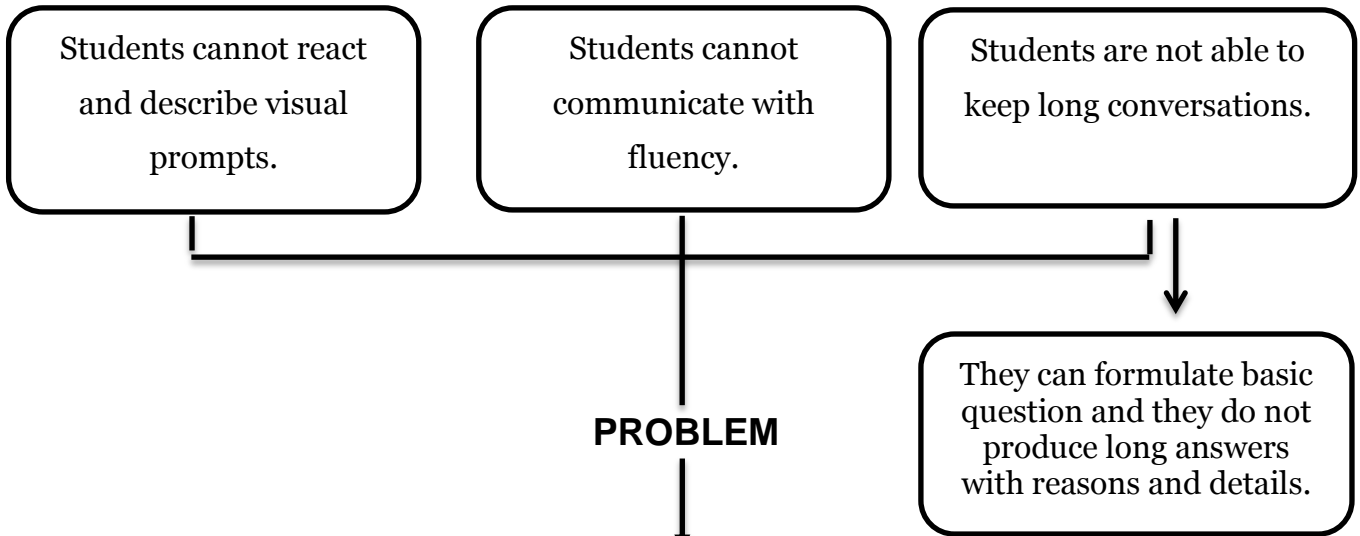 Students cannot react
and describe visual
prompts.
Students cannot
communicate with
fluency.
Students are not able to
keep long conversations.
They can formulate basic
question and they do not
produce long answers
with reasons and details.
PROBLEM